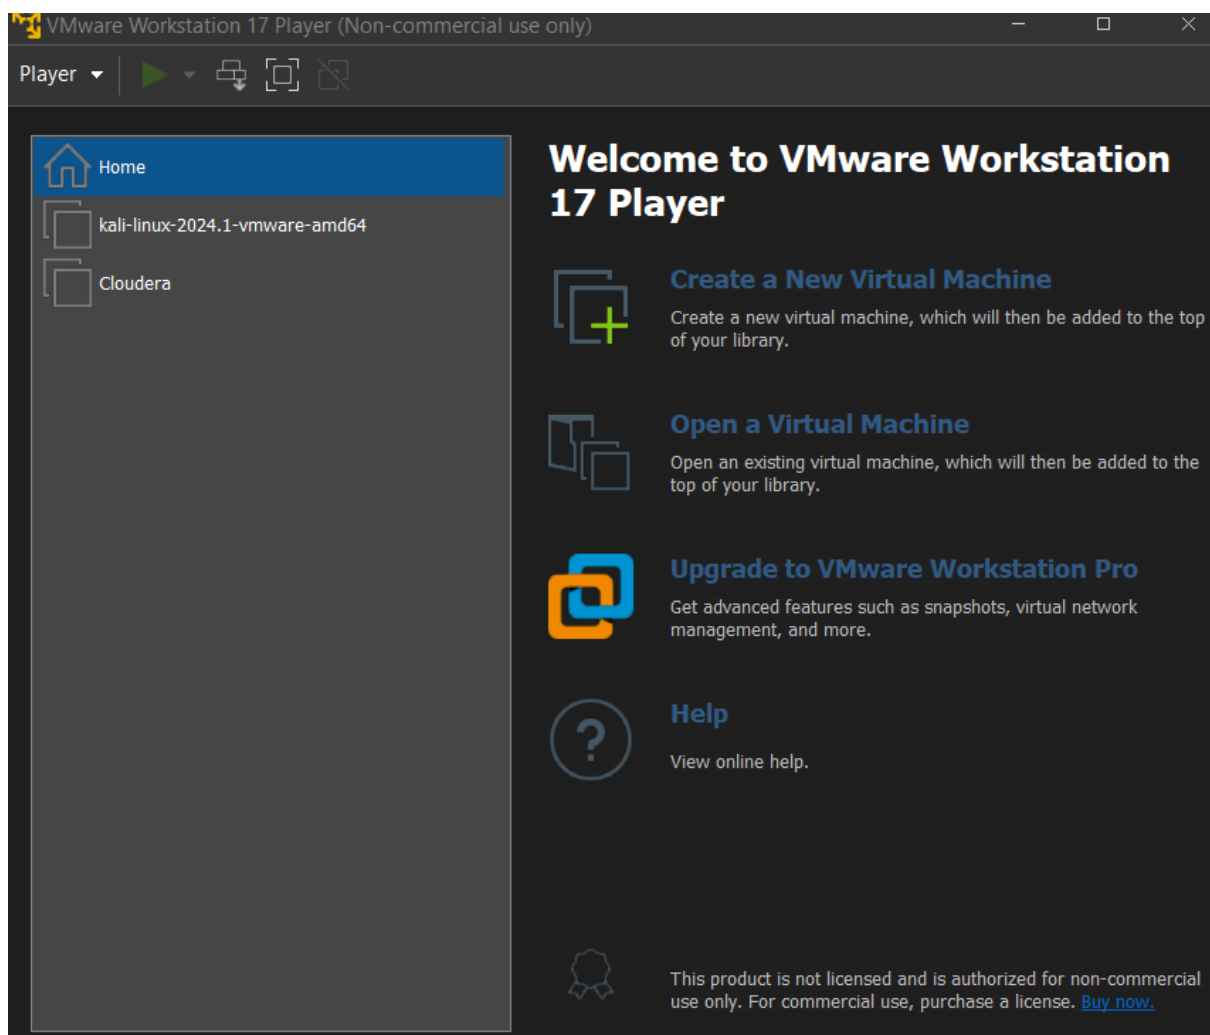 VMware Workstation 17 Player (Non-commercial use only)
Player
Home
kali-linux-2024.1-vmware-amd64
Cloudera
Welcome to VMware Workstation
17 Player
Create a New Virtual Machine
Create a new virtual machine, which will then be added to the top
of your library.
Open a Virtual Machine
Open an existing virtual machine, which will then be added to the
top of your library.
Upgrade to VMware Workstation Pro
Get advanced features such as snapshots, virtual network
management, and more.
Help
View online help.
This product is not licensed and is authorized for non-commercial
use only. For commercial use, purchase a license. Buy now.